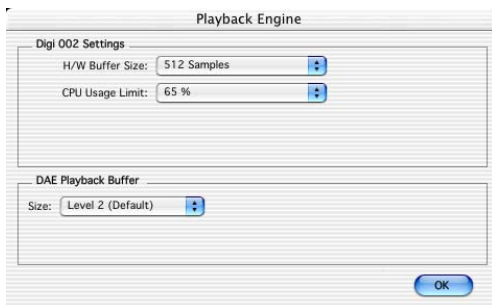 Playback Engine
Digi 002 Settings
H/W Buffer Size: 512 Samples
CPU Usage Limit: 65 %
DAE Playback Buffer
Size: Level 2 (Default)
OK